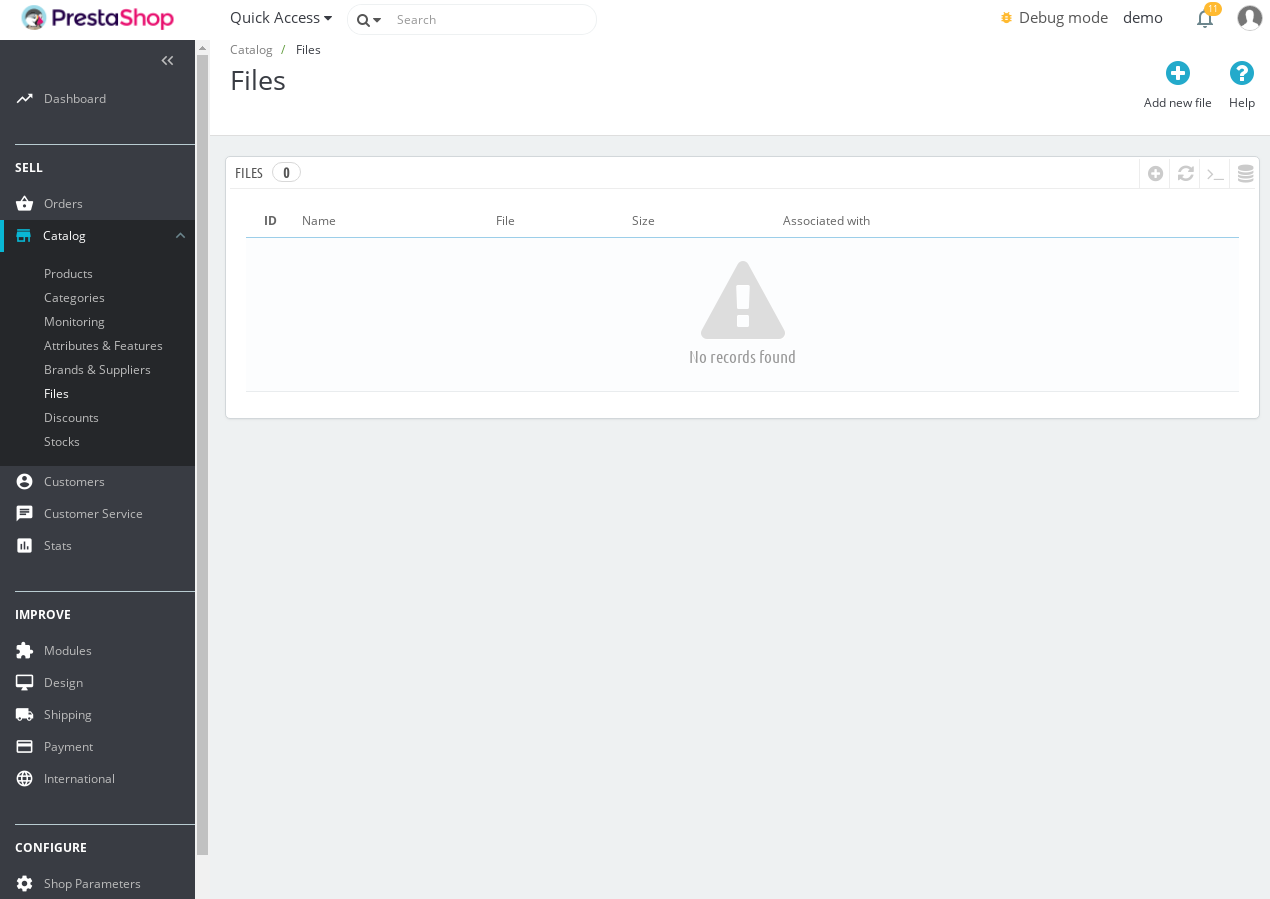 PrestaShop
Quick Access
Search
Debug mode
demo
11
Catalog / Files
Files
Add new file
Help
Dashboard
SELL
Orders
Catalog
Products
Categories
Monitoring
Attributes & Features
Brands & Suppliers
Files
Discounts
Stocks
Customers
Customer Service
Stats
IMPROVE
Modules
Design
Shipping
Payment
International
CONFIGURE
Shop Parameters
FILES 0
ID Name File Size Associated with
No records found